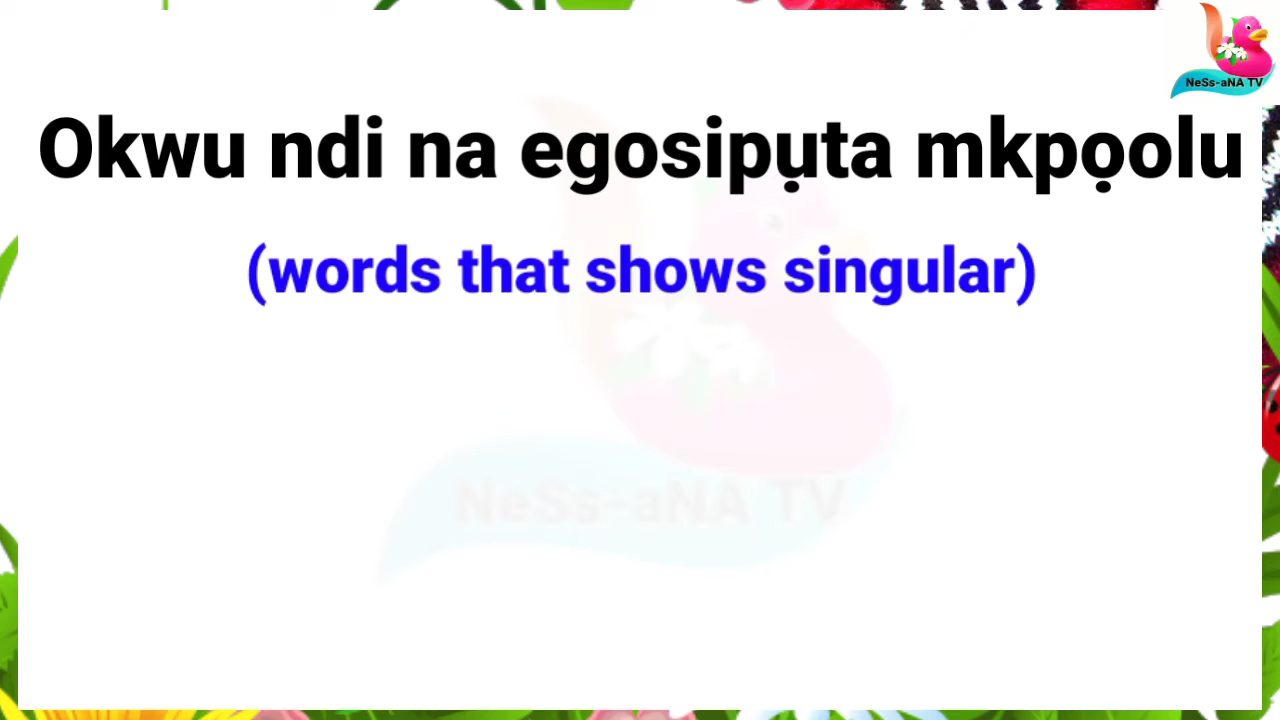 NeSs-aNA TV
Okwu ndi na egosipụta mkpọolu
(words that shows singular)
NeSs-aNA TV